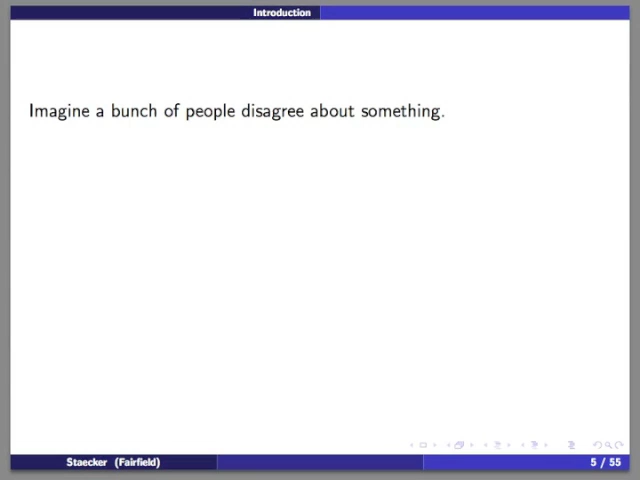 Introduction
Imagine a bunch of people disagree about something.
Staecker (Fairfield)
5 / 55